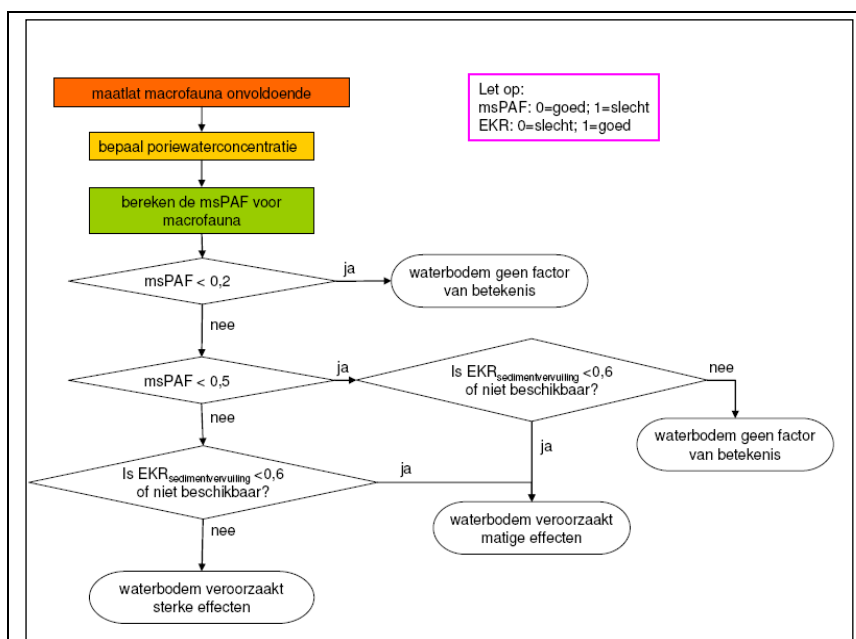 maatlat macrofauna onvoldoende
Let op:
msPAF: 0=goed; 1=slecht
EKR: 0=slecht; 1=goed
bepaal poriewaterconcentratie
bereken de msPAF voor
macrofauna
msPAF < 0,2
ja
waterbodem geen factor
van betekenis
nee
msPAF < 0,5
ja
Is EKRsedimentvervuiling <0,6
of niet beschikbaar?
nee
waterbodem geen factor
van betekenis
nee
ja
Is EKRsedimentvervuiling <0,6
of niet beschikbaar?
ja
waterbodem veroorzaakt
matige effecten
nee
waterbodem veroorzaakt
sterke effecten